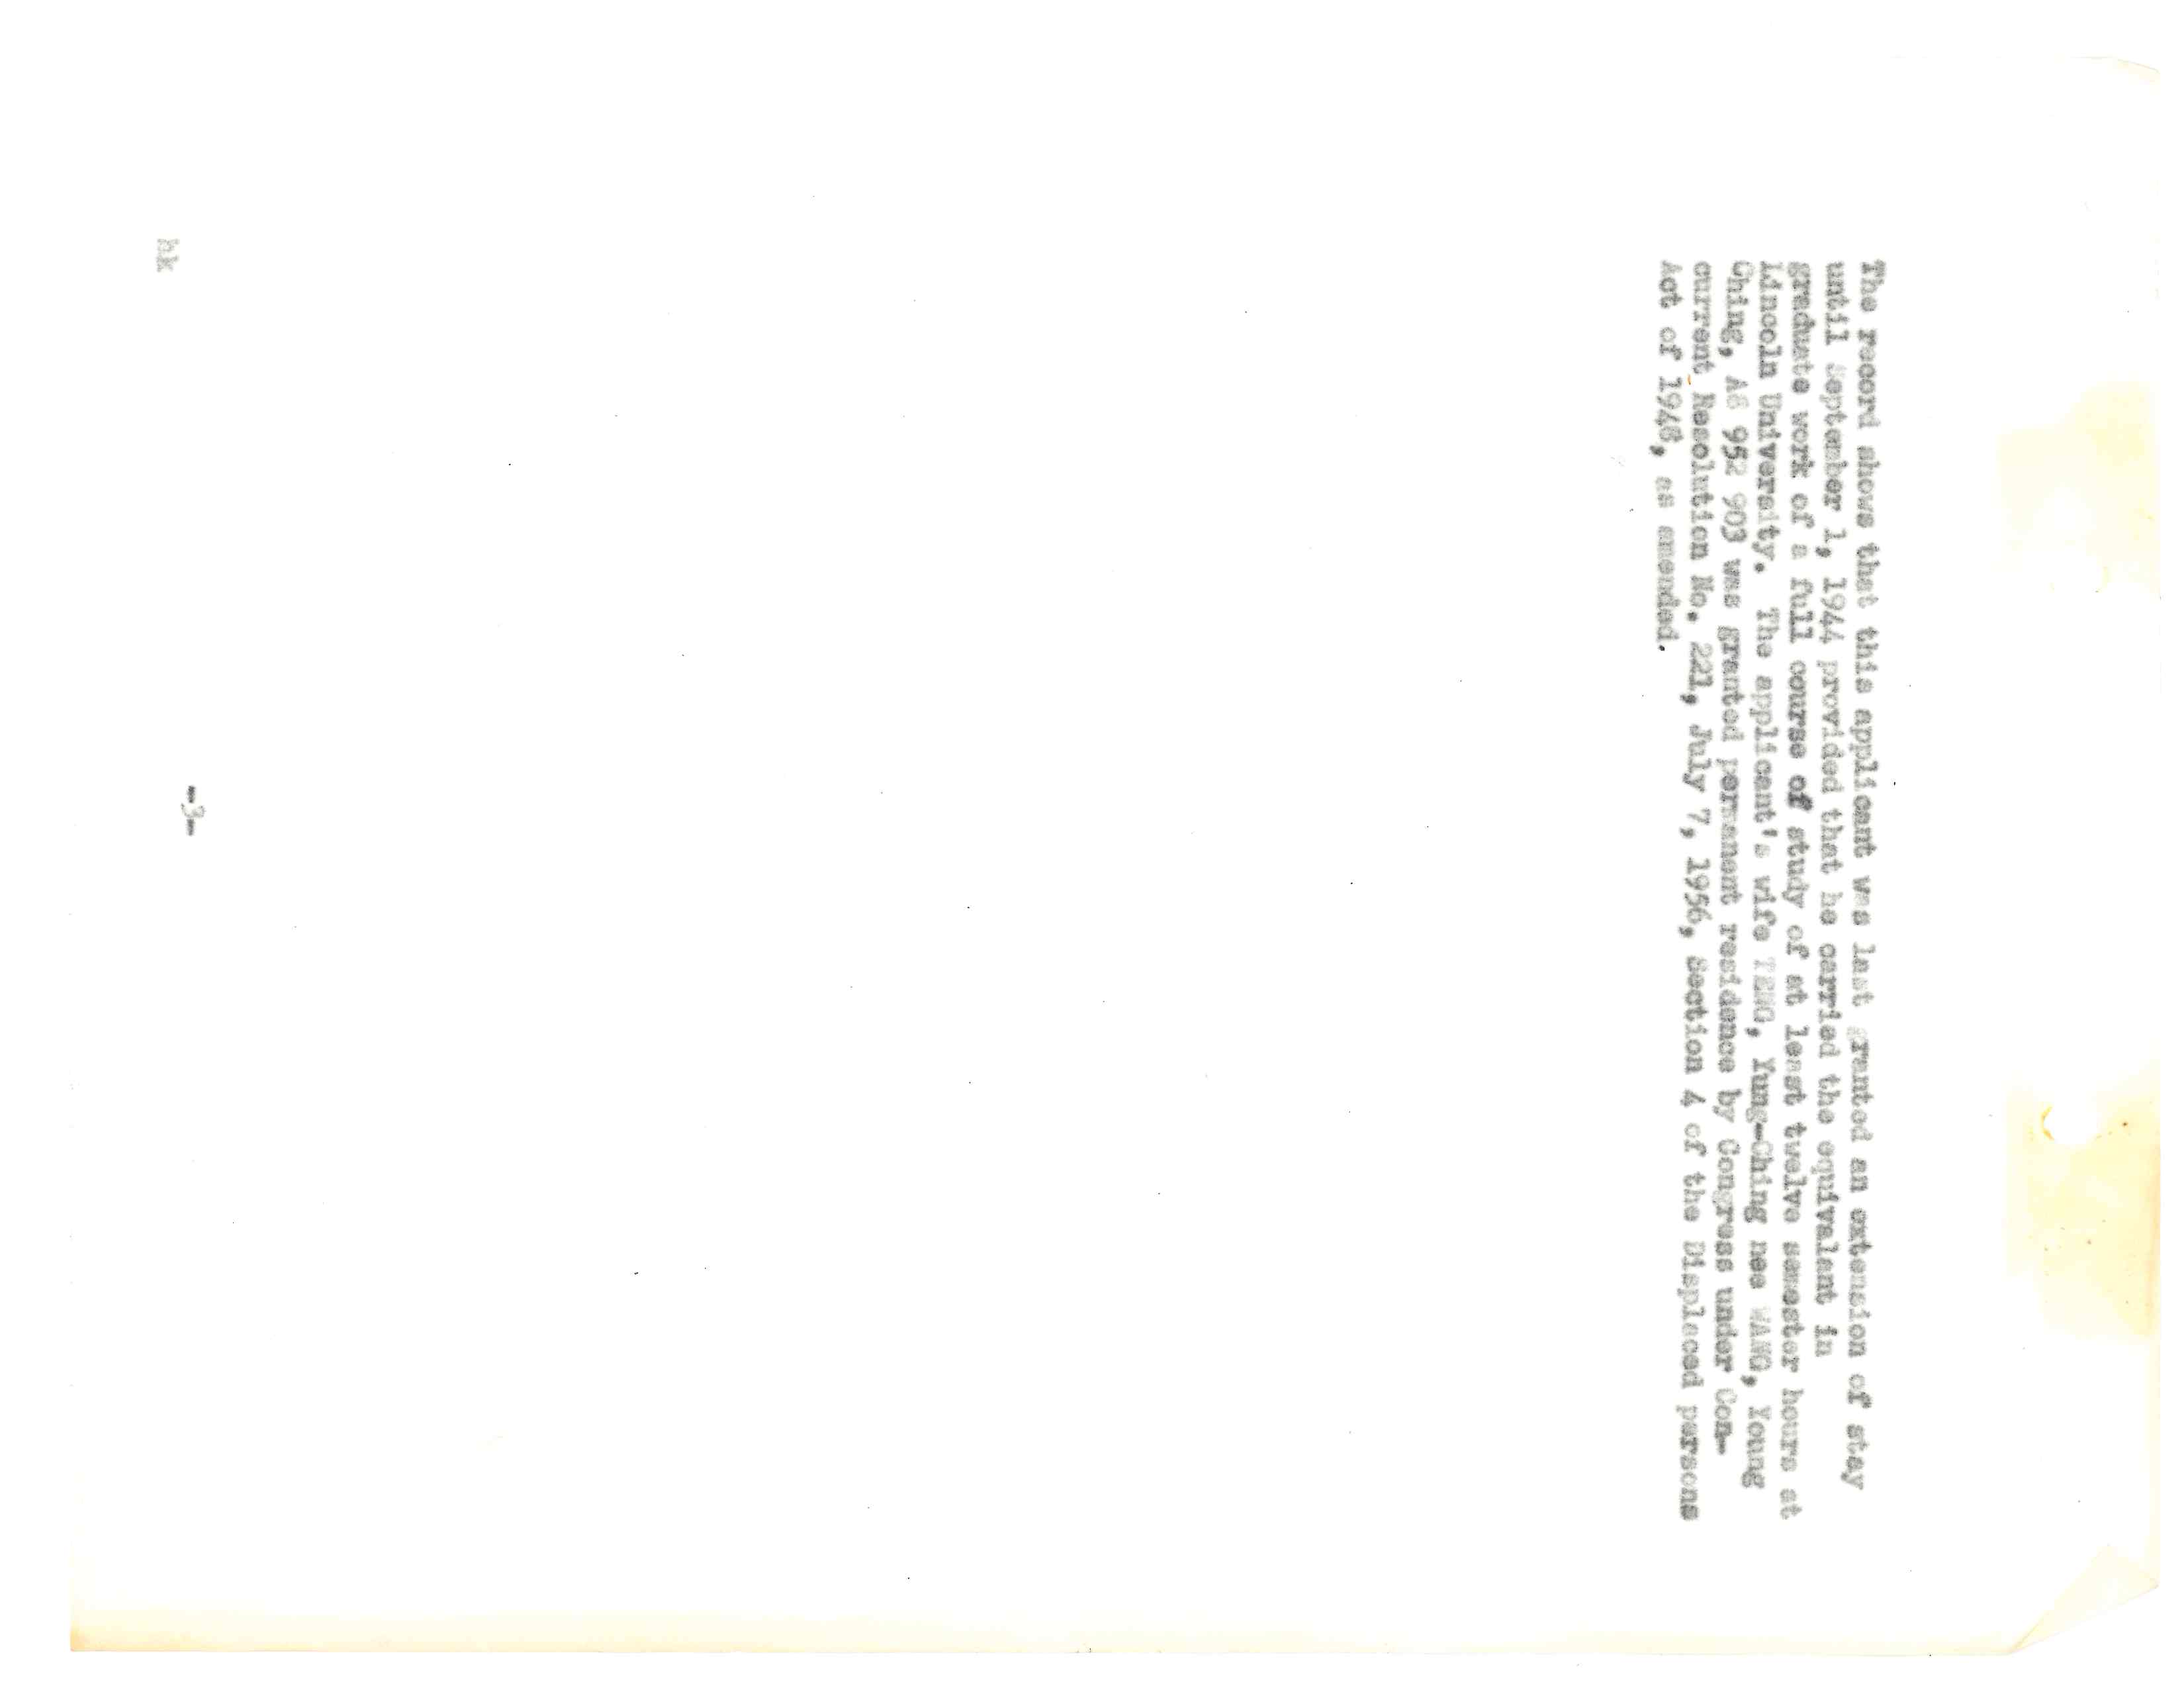 The record shows that this applicant was last granted an extension of stay
until September 1, 1944 provided that he carried the equivalant in
graduate work of a full course of study of at least twelve semester hours at
Lincoln University. The applicant's wife TENG, Yung-Ching nee WANG, Young
Ching, A6 952 903 was granted permanent residence by Congress under Con-
current Resolution No. 221, July 7, 1956, Section 4 of the Displaced persons
Act of 1948, as amended.
-3-
hk